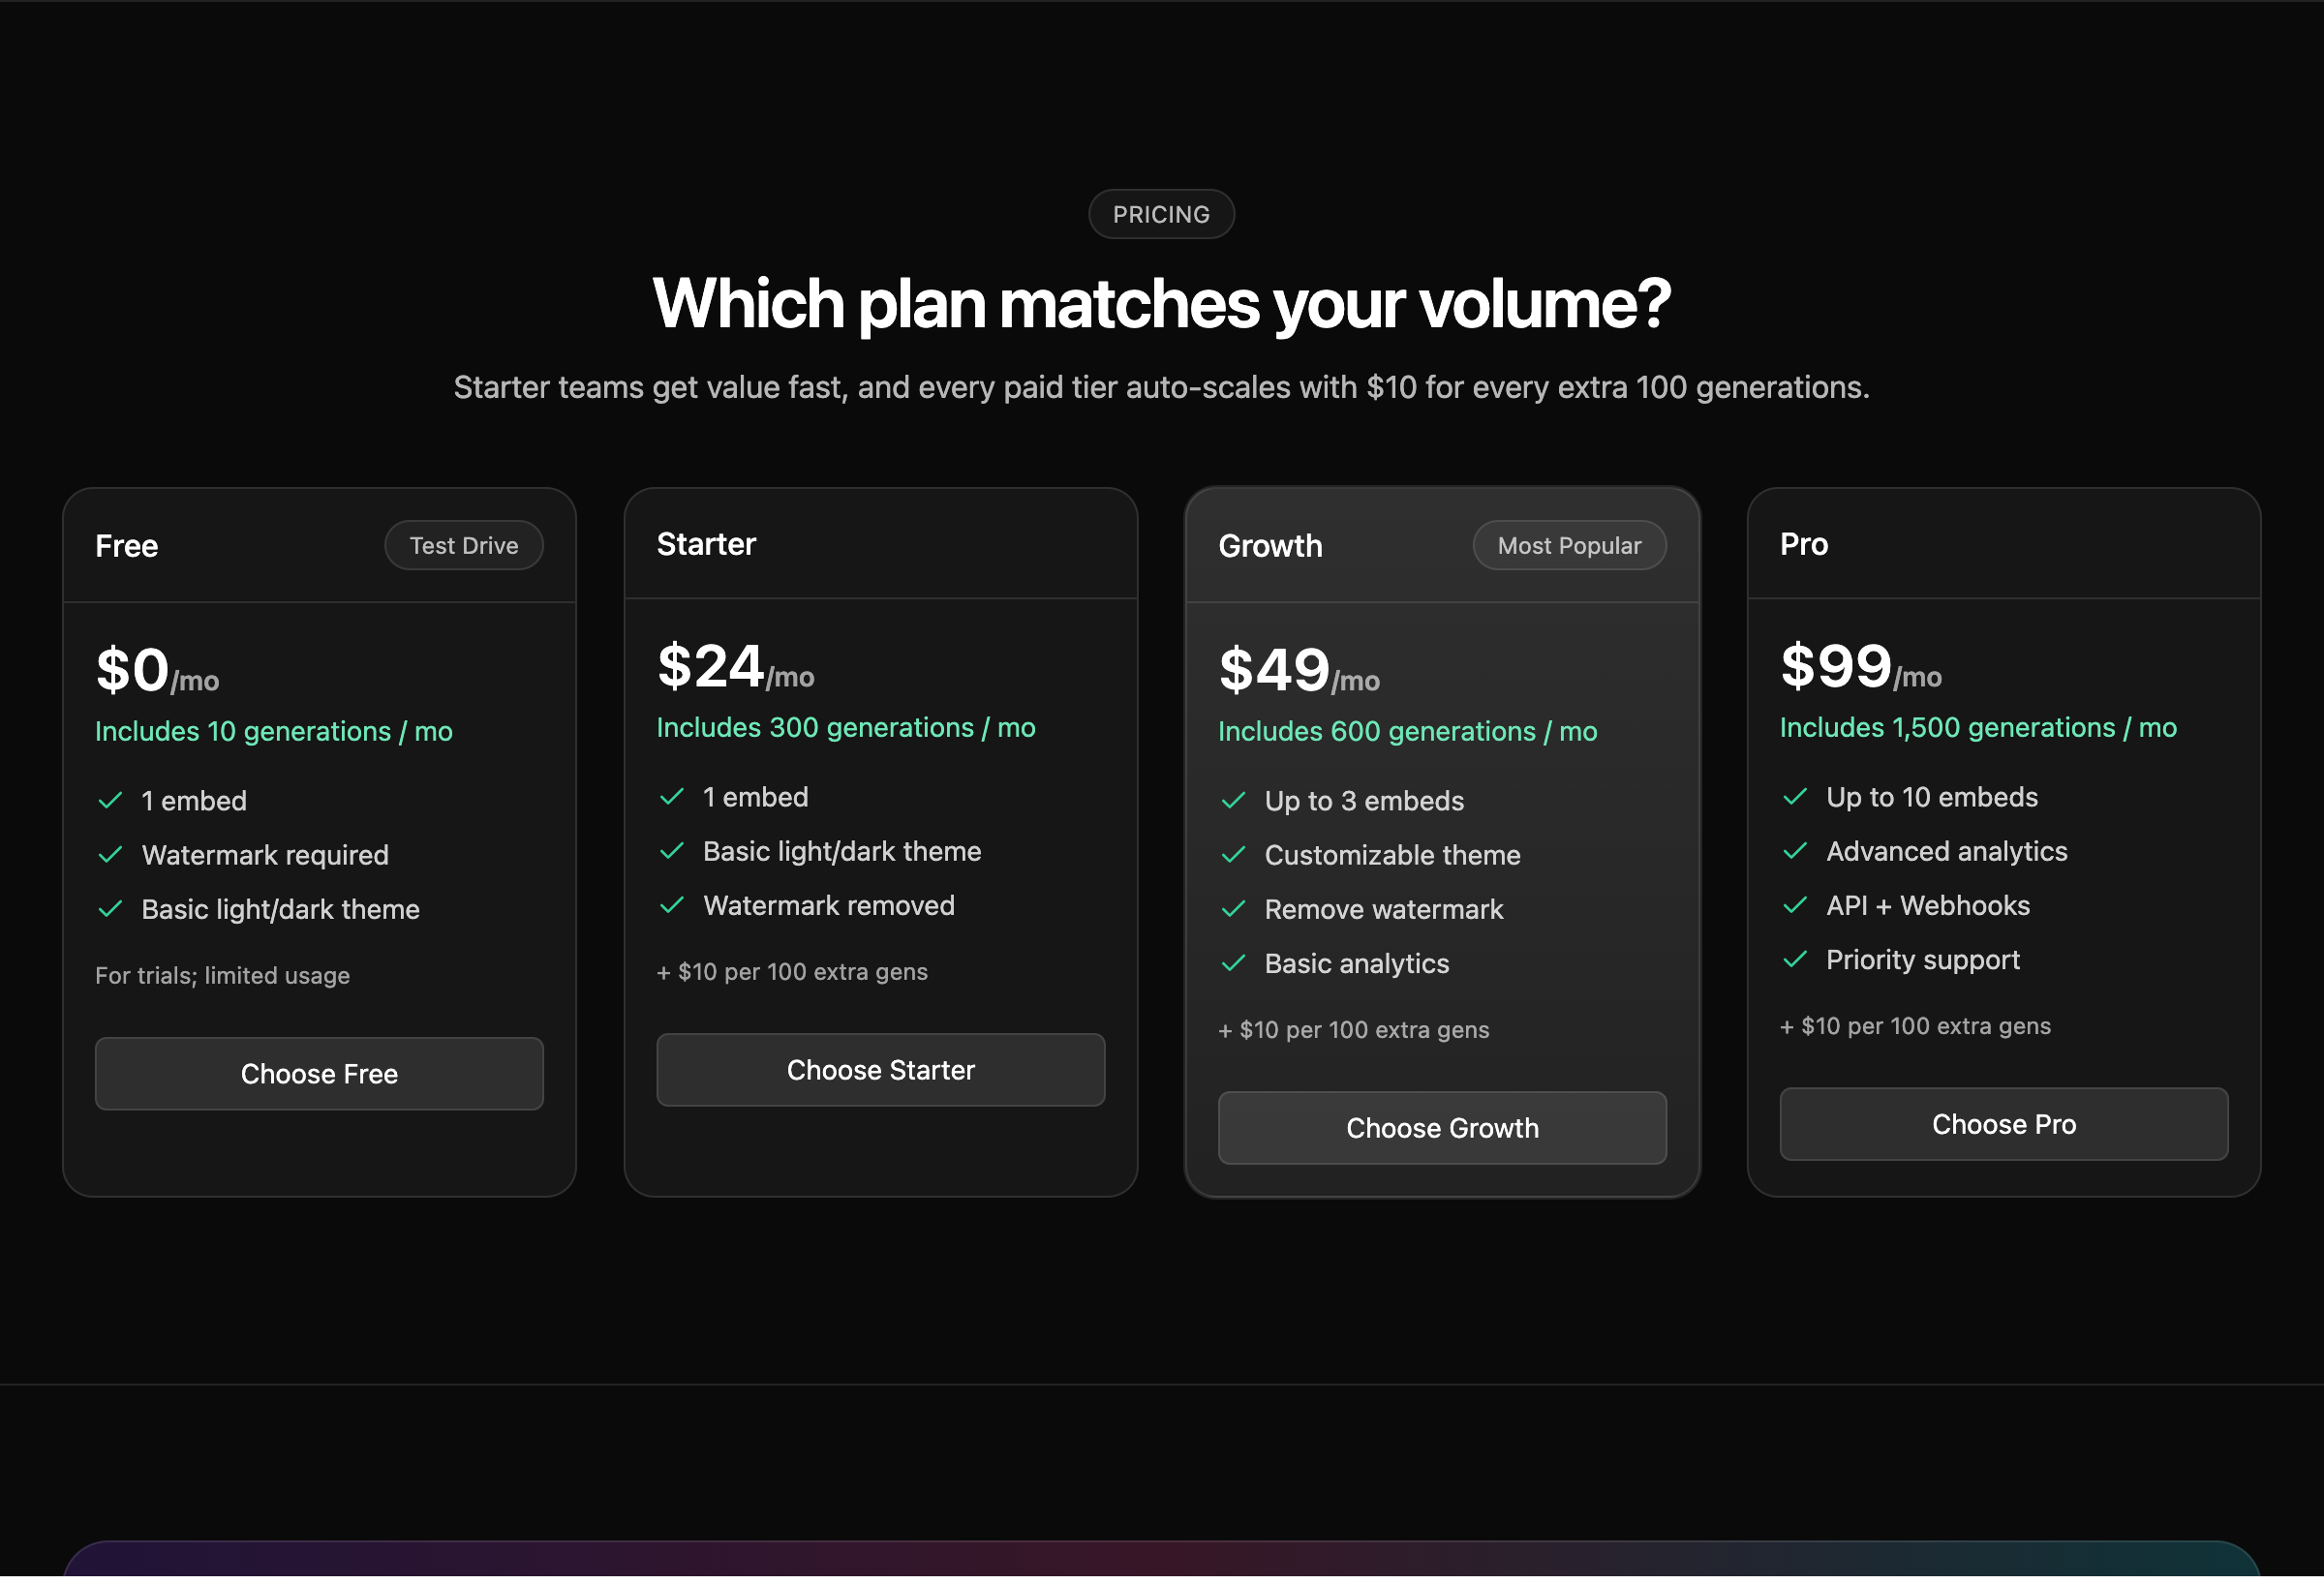 PRICING
Which plan matches your volume?
Starter teams get value fast, and every paid tier auto-scales with $10 for every extra 100 generations.
Free
Test Drive
$0/mo
Includes 10 generations / mo
1 embed
Watermark required
Basic light/dark theme
For trials; limited usage
Choose Free
Starter
$24/mo
Includes 300 generations / mo
1 embed
Basic light/dark theme
Watermark removed
+ $10 per 100 extra gens
Choose Starter
Growth
Most Popular
$49/mo
Includes 600 generations / mo
Up to 3 embeds
Customizable theme
Remove watermark
Basic analytics
+ $10 per 100 extra gens
Choose Growth
Pro
$99/mo
Includes 1,500 generations / mo
Up to 10 embeds
Advanced analytics
API + Webhooks
Priority support
+ $10 per 100 extra gens
Choose Pro